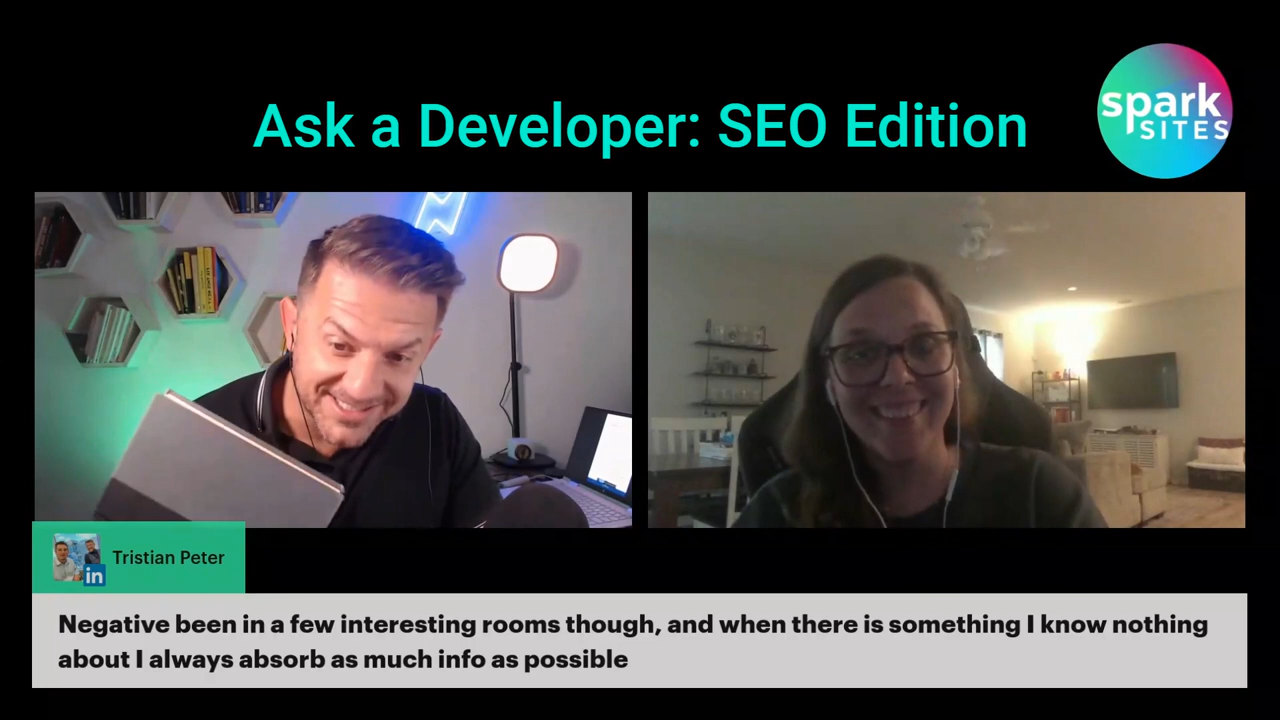 Ask a Developer: SEO Edition
spark
SITES
Tristian Peter
in
Negative been in a few interesting rooms though, and when there is something I know nothing
about I always absorb as much info as possible